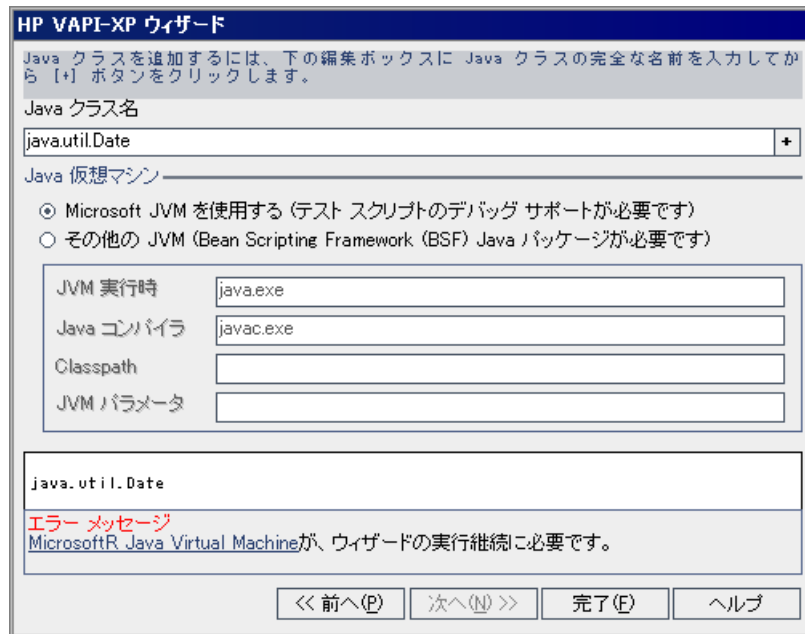 HP VAPI-XP ウィザード
Java クラスを追加するには、下の編集ボックスに Java クラスの完全な名前を入力してか
ら [+] ボタンをクリックします。
Java クラス名
java.util.Date +
Java 仮想マシン
Microsoft JVM を使用する (テスト スクリプトのデバッグ サポートが必要です)
その他の JVM (Bean Scripting Framework (BSF) Java パッケージが必要です)
JVM 実行時 java.exe
Java コンパイラ javac.exe
Classpath
JVM パラメータ
java.util.Date
エラー メッセージ
MicrosoftR Java Virtual Machineが、ウィザードの実行継続に必要です。
<< 前へ(P) 次へ(N) >> 完了(F) ヘルプ